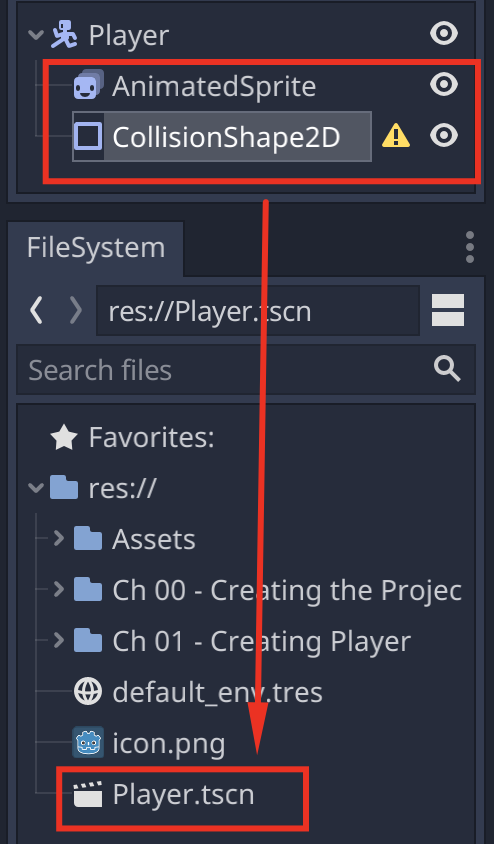 Player
AnimatedSprite
CollisionShape2D
FileSystem
res://Player.tscn
Search files
Favorites:
res://
Assets
Ch 00 - Creating the Projec
Ch 01 - Creating Player
default_env.tres
icon.png
Player.tscn